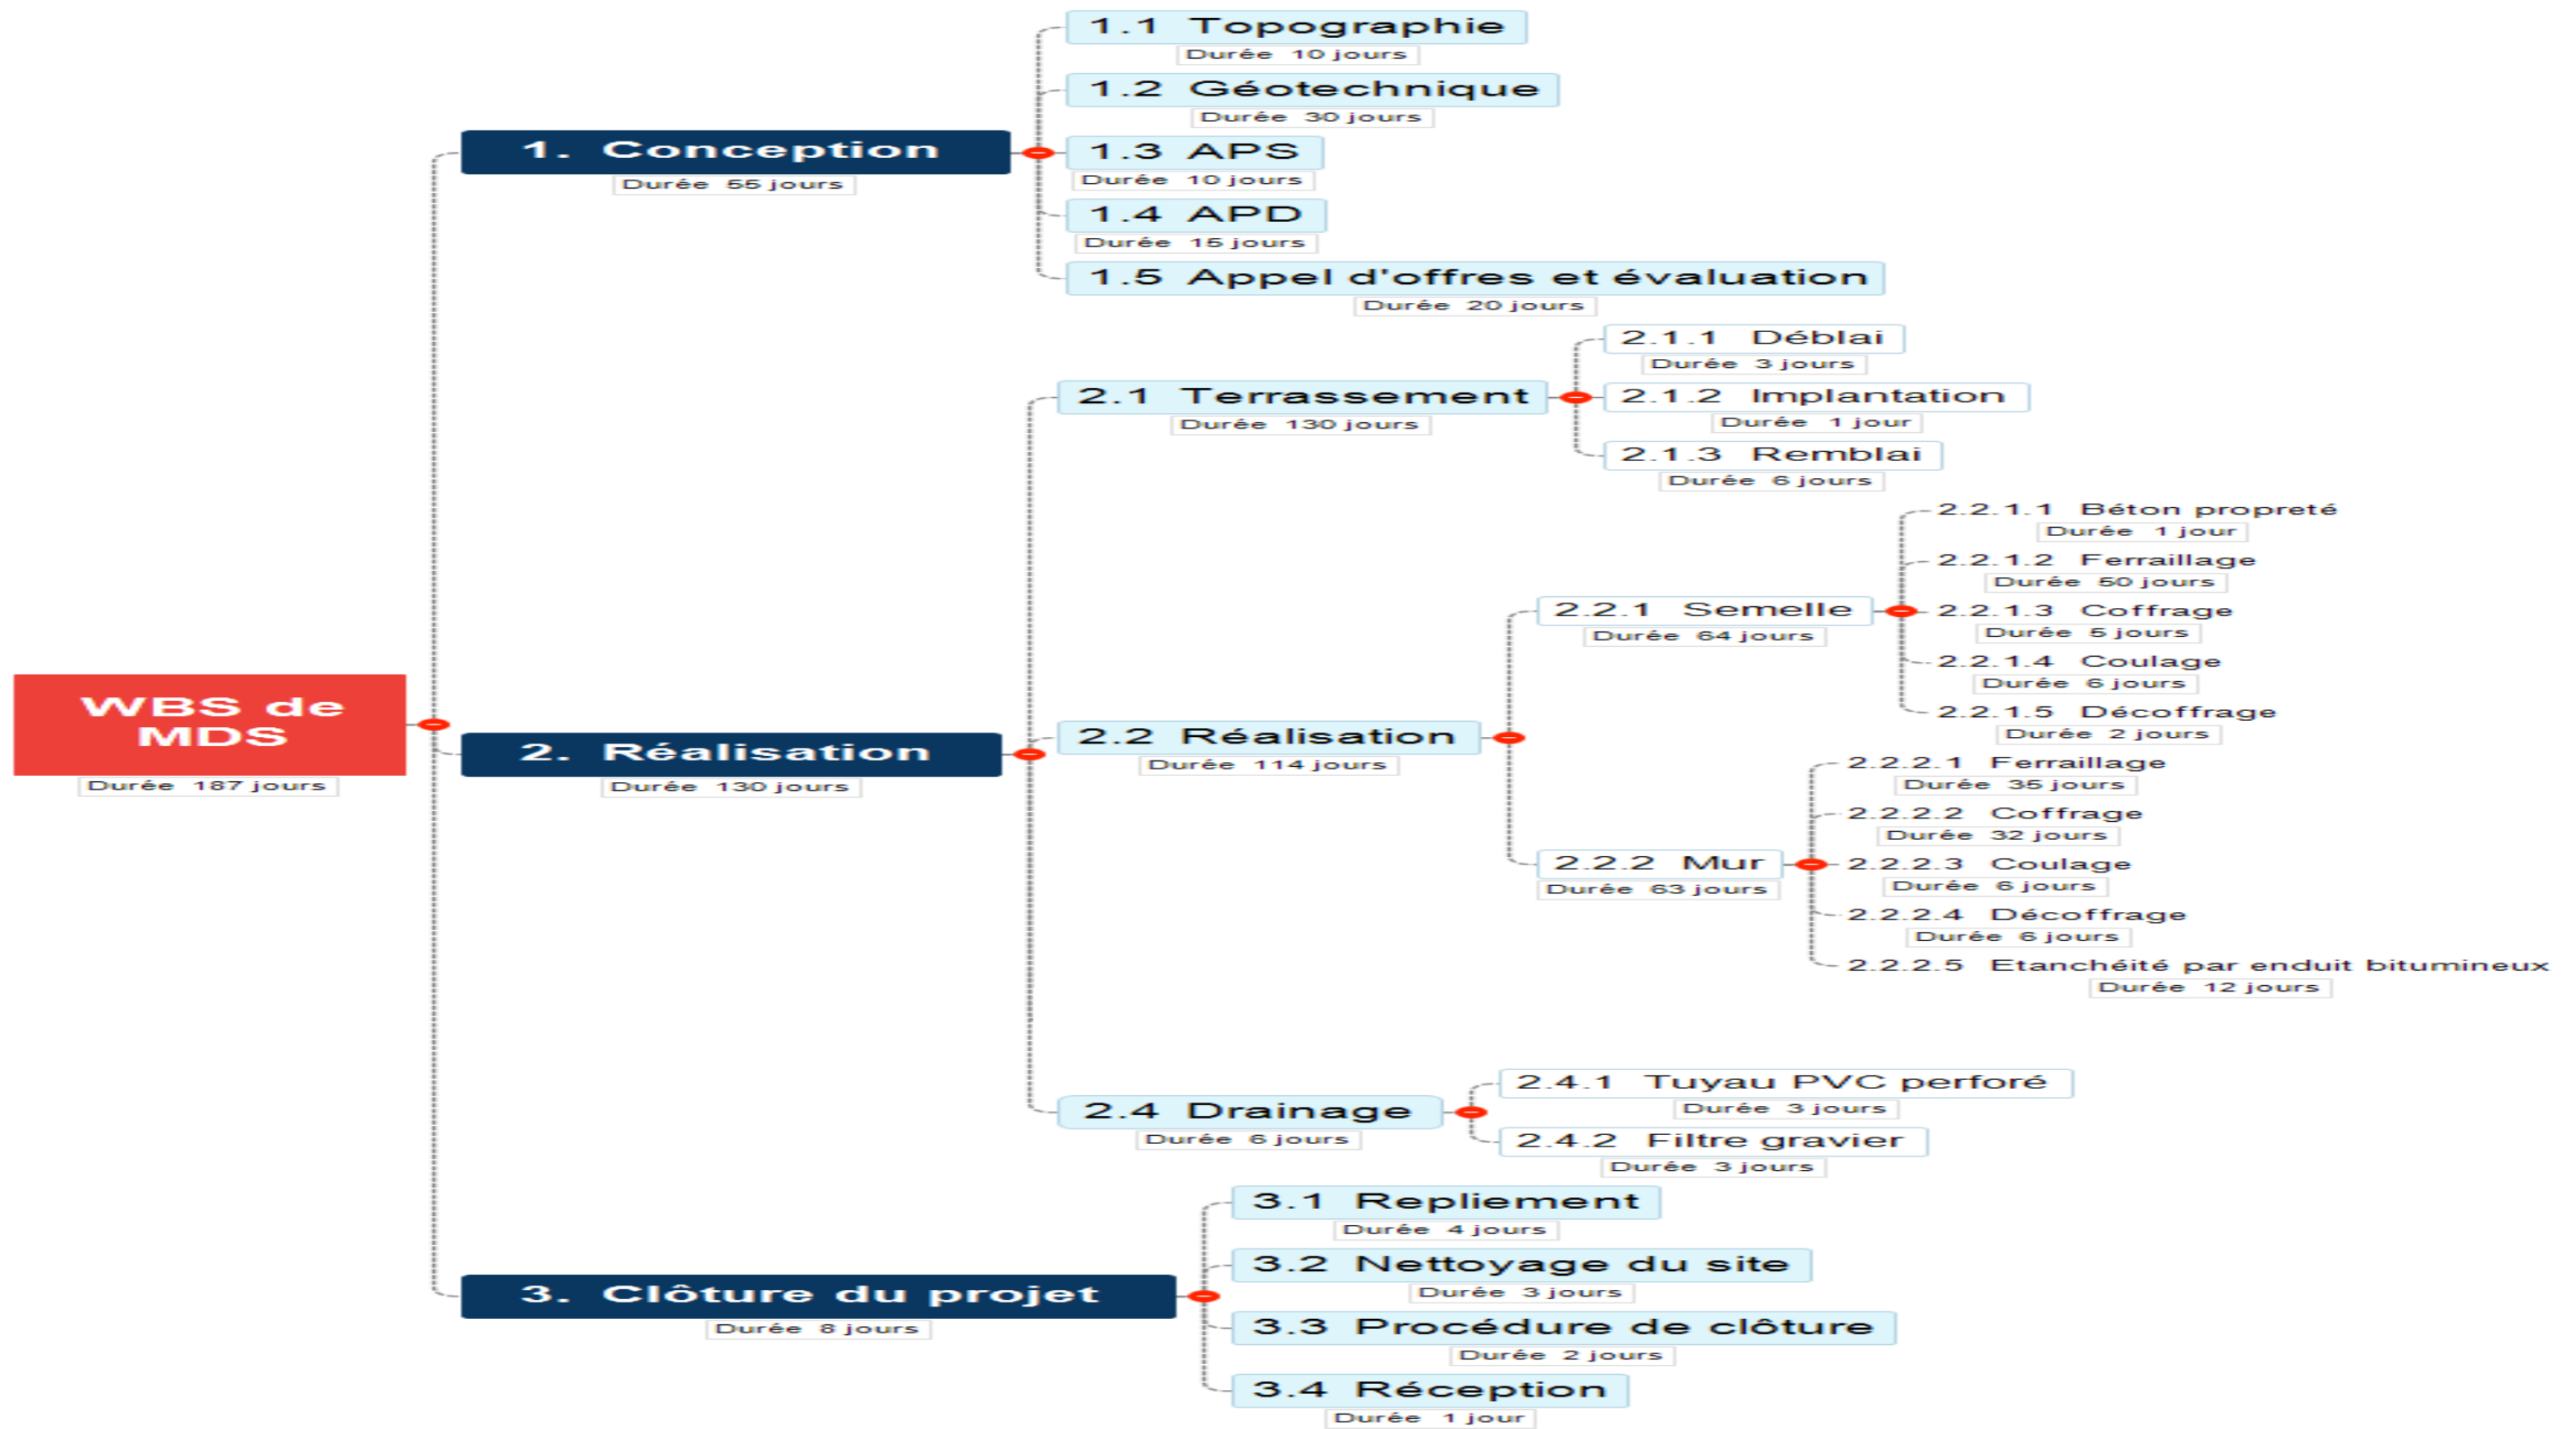 1.1 Topographie
Durée 10 jours
1.2 Géotechnique
Durée 30 jours
1. Conception
Durée 55 jours
1.3 APS
Durée 10 jours
1.4 APD
Durée 15 jours
1.5 Appel d'offres et évaluation
Durée 20 jours
2.1.1 Déblai
Durée 3 jours
2.1 Terrassement
Durée 130 jours
2.1.2 Implantation
Durée 1 jour
2.1.3 Remblai
Durée 6 jours
2.2.1.1 Béton propreté
Durée 1 jour
2.2.1.2 Ferraillage
Durée 50 jours
2.2.1 Semelle
Durée 64 jours
2.2.1.3 Coffrage
Durée 5 jours
2.2.1.4 Coulage
Durée 6 jours
2.2.1.5 Décoffrage
Durée 2 jours
WBS de
MDS
Durée 187 jours
2. Réalisation
Durée 130 jours
2.2 Réalisation
Durée 114 jours
2.2.2.1 Ferraillage
Durée 35 jours
2.2.2.2 Coffrage
Durée 32 jours
2.2.2 Mur
Durée 63 jours
2.2.2.3 Coulage
Durée 6 jours
2.2.2.4 Décoffrage
Durée 6 jours
2.2.2.5 Etanchéité par enduit bitumineux
Durée 12 jours
2.4 Drainage
Durée 6 jours
2.4.1 Tuyau PVC perforé
Durée 3 jours
2.4.2 Filtre gravier
Durée 3 jours
3.1 Repliement
Durée 4 jours
3.2 Nettoyage du site
Durée 3 jours
3. Clôture du projet
Durée 8 jours
3.3 Procédure de clôture
Durée 2 jours
3.4 Réception
Durée 1 jour